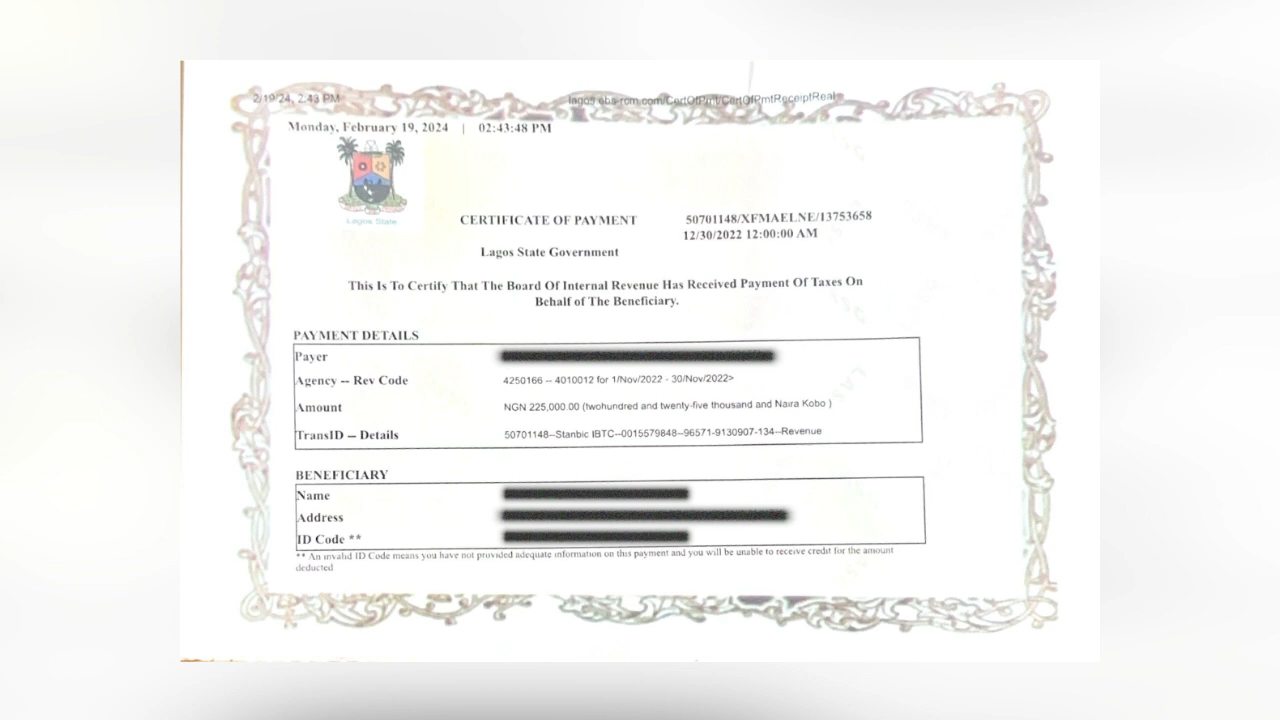 2/19/24, 2:43 PM lagos.ebs-rcm.com/CertOfPmt/CertOfPmtReceiptReal
Monday, February 19, 2024 | 02:43:48 PM
Lagos State
CERTIFICATE OF PAYMENT 50701148/XFMAELNE/13753658
12/30/2022 12:00:00 AM
Lagos State Government
This Is To Certify That The Board Of Internal Revenue Has Received Payment Of Taxes On
Behalf of The Beneficiary.
PAYMENT DETAILS
Payer
Agency -- Rev Code 4250166 -- 4010012 for 1/Nov/2022 - 30/Nov/2022>
Amount NGN 225,000.00 (twohundred and twenty-five thousand and Naira Kobo )
TransID -- Details 50701148--Stanbic IBTC--0015579848--96571-9130907-134--Revenue
BENEFICIARY
Name
Address
ID Code **
** An invalid ID Code means you have not provided adequate information on this payment and you will be unable to receive credit for the amount
deducted